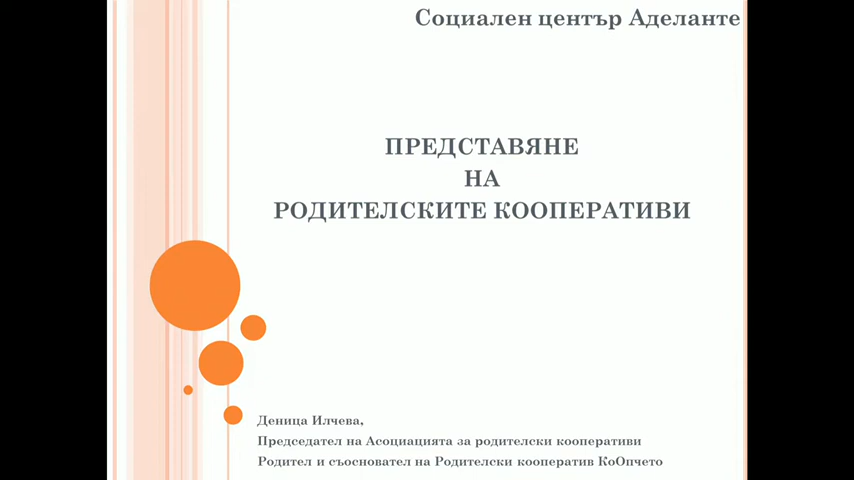 Социален център Аделанте
ПРЕДСТАВЯНЕ
НА
РОДИТЕЛСКИТЕ КООПЕРАТИВИ
Деница Илчева,
Председател на Асоциацията за родителски кооперативи
Родител и съосновател на Родителски кооператив КоОпчето